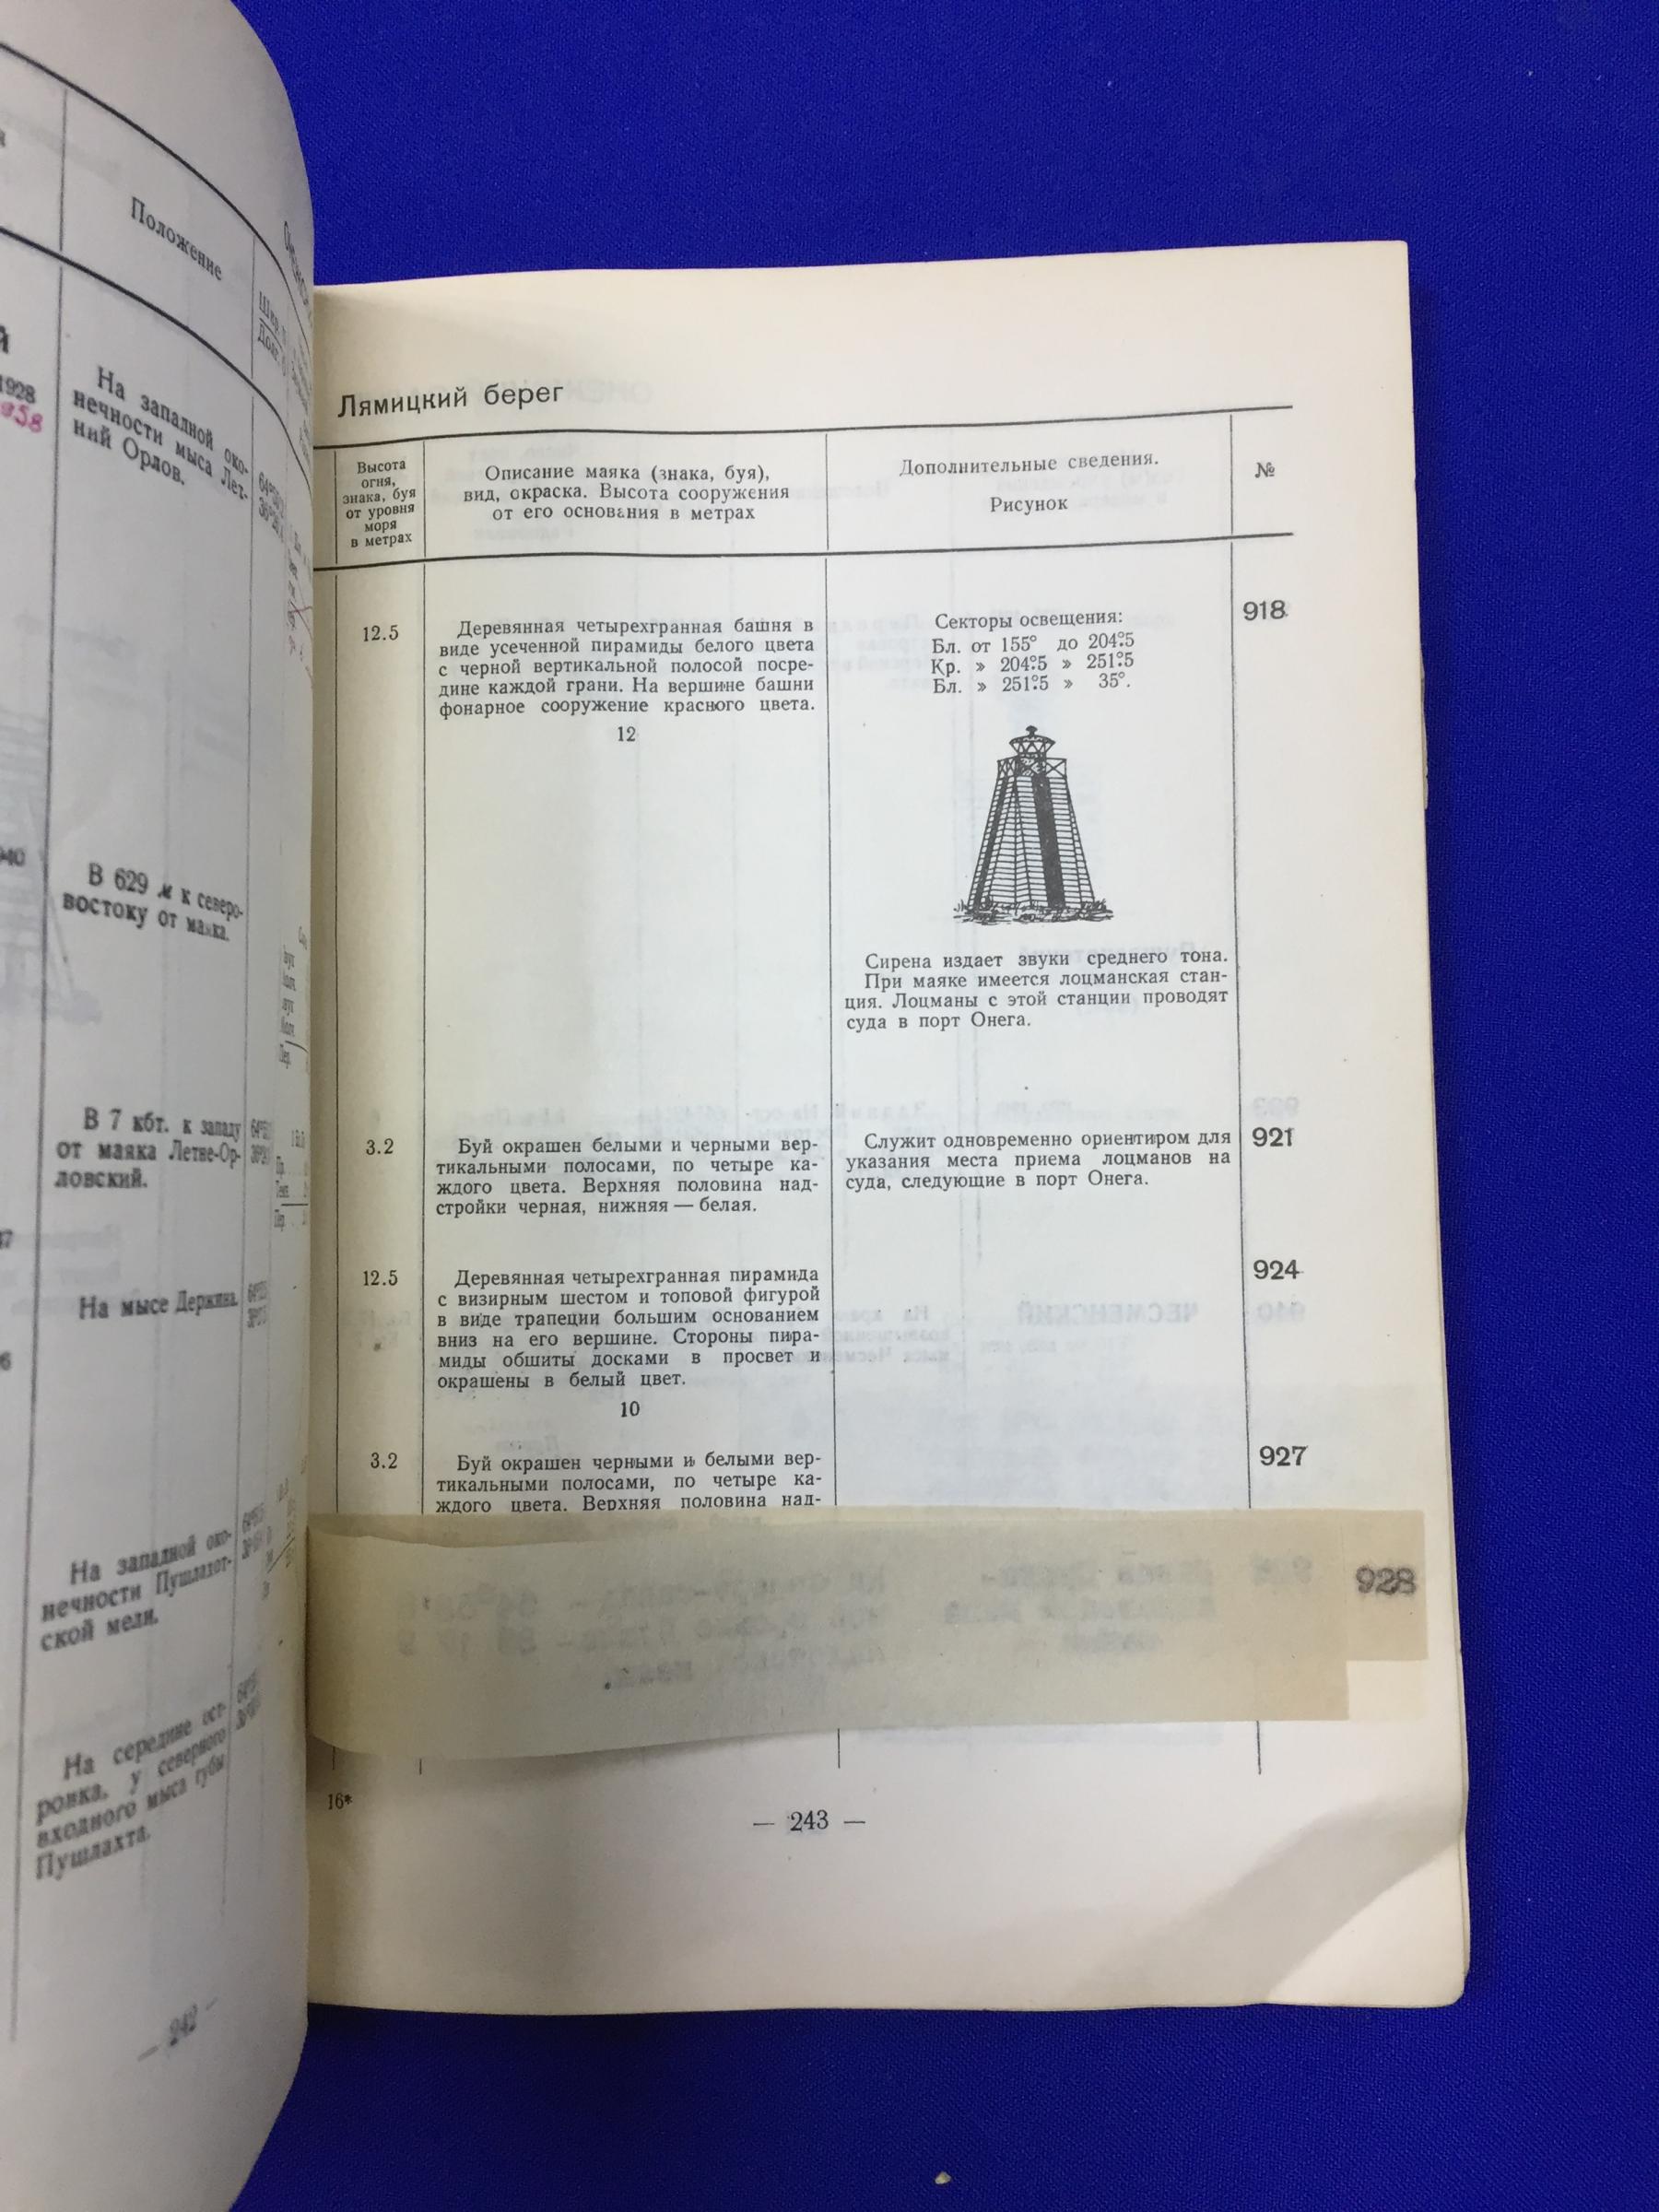 Положение
1928
958
На западной око-
нечности мыса Лет-
ний Орлов.
940
В 629 м к северо-
востоку от маяка.
В 7 кбт. к западу
от маяка Летне-Ор-
ловский.
На мысе Деркина.
На западной око-
нечности Пушлахот-
ской мели.
На середине ост-
ровка, у северного
входного мыса губы
Пушлахта.
— 242 —
Лямицкий берег
Высота
огня,
знака, буя
от уровня
моря
в метрах
Описание маяка (знака, буя),
вид, окраска. Высота сооружения
от его основания в метрах
Дополнительные сведения.
Рисунок
№
12.5
Деревянная четырехгранная башня в
виде усеченной пирамиды белого цвета
с черной вертикальной полосой посре-
дине каждой грани. На вершине башни
фонарное сооружение красного цвета.
12
Секторы освещения:
Бл. от 155° до 204°.5
Кр. » 204°.5 » 251°.5
Бл. » 251°.5 » 35°.
Сирена издает звуки среднего тона.
При маяке имеется лоцманская стан-
ция. Лоцманы с этой станции проводят
суда в порт Онега.
918
3.2
Буй окрашен белыми и черными вер-
тикальными полосами, по четыре ка-
ждого цвета. Верхняя половина над-
стройки черная, нижняя — белая.
Служит одновременно ориентиром для
указания места приема лоцманов на
суда, следующие в порт Онега.
921
12.5
Деревянная четырехгранная пирамида
с визирным шестом и топовой фигурой
в виде трапеции большим основанием
вниз на его вершине. Стороны пира-
миды обшиты досками в просвет и
окрашены в белый цвет.
10
924
3.2
Буй окрашен черными и белыми вер-
тикальными полосами, по четыре ка-
ждого цвета. Верхняя половина над-
927
928
16*
— 243 —